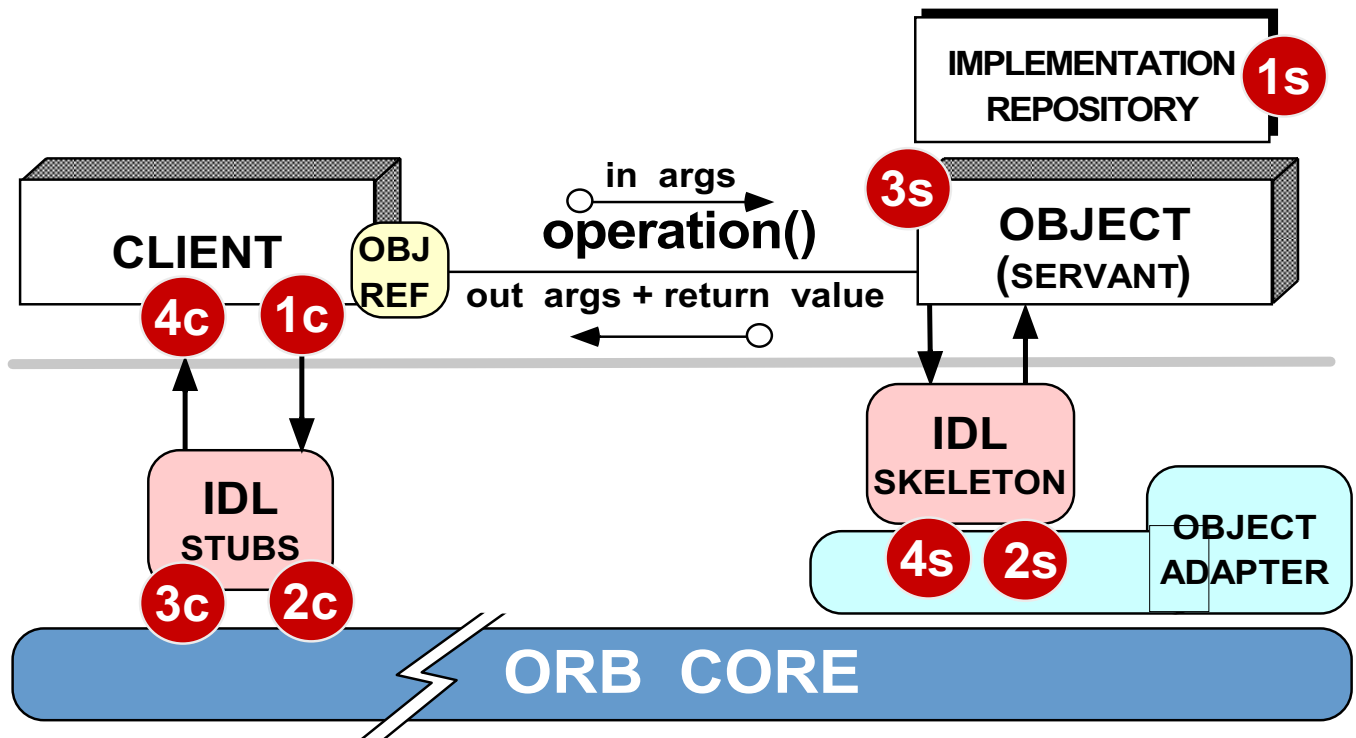 IMPLEMENTATION
REPOSITORY
1s
3s
in args
operation()
out args + return value
CLIENT
OBJ
REF
4c
1c
OBJECT
(SERVANT)
IDL
STUBS
3c
2c
IDL
SKELETON
4s
2s
OBJECT
ADAPTER
ORB CORE